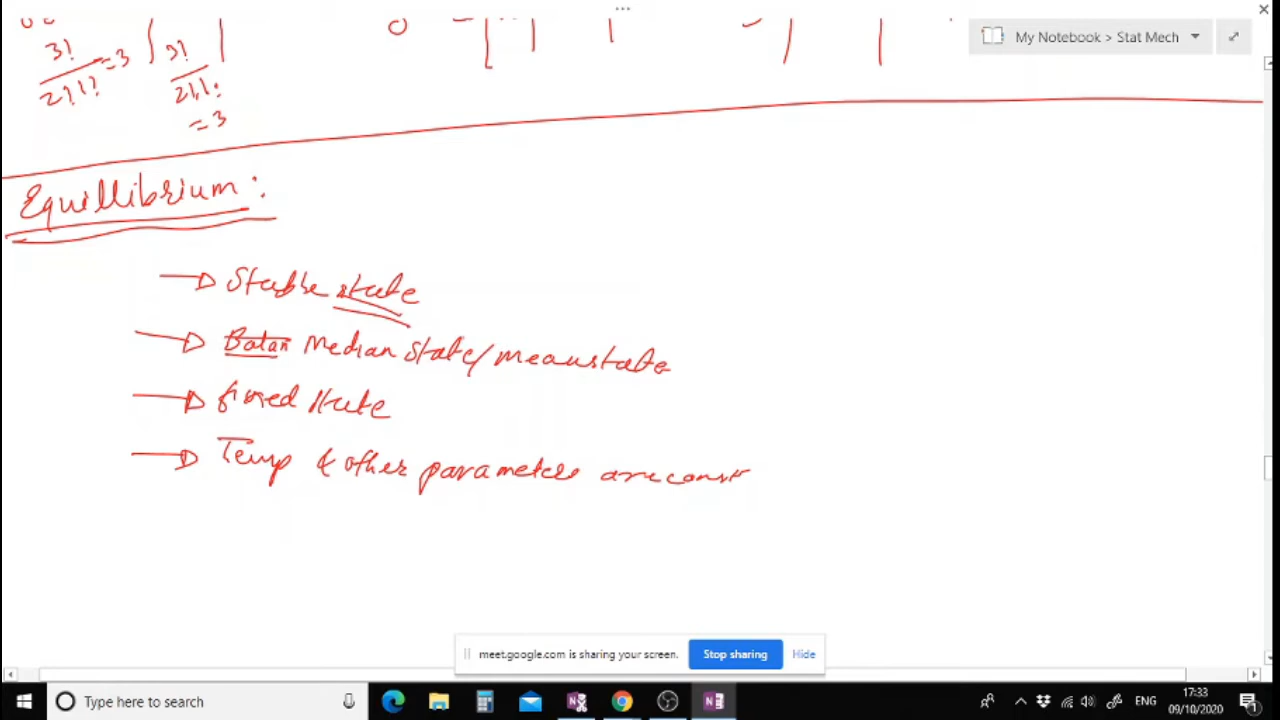 My Notebook > Stat Mech
3!
2!1! =3
3!
2!1!
=3
Equillibrium:
Stable state
Median state/meanstate
fixed state
Temp & other parameters are const
meet.google.com is sharing your screen. Stop sharing Hide
Type here to search
ENG
17:33
09/10/2020
1